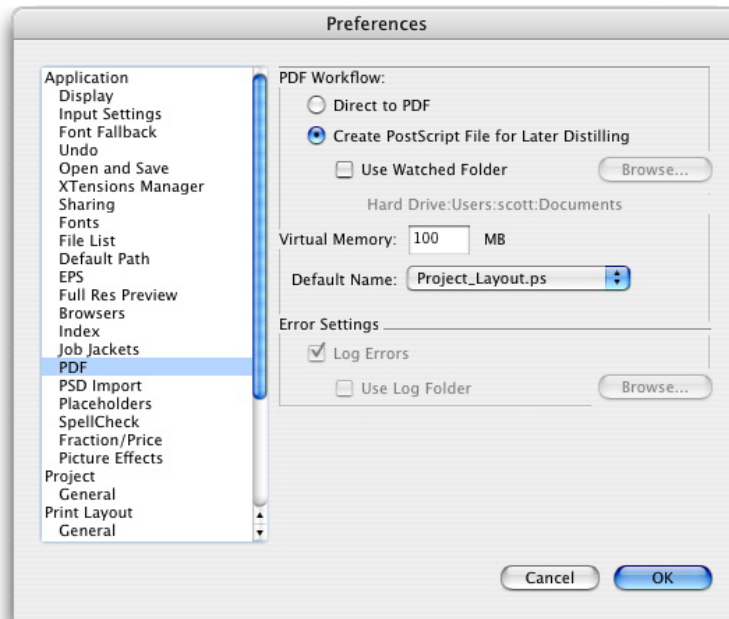 Preferences
Application
Display
Input Settings
Font Fallback
Undo
Open and Save
XTensions Manager
Sharing
Fonts
File List
Default Path
EPS
Full Res Preview
Browsers
Index
Job Jackets
PDF
PSD Import
Placeholders
SpellCheck
Fraction/Price
Picture Effects
Project
General
Print Layout
General
PDF Workflow:
Direct to PDF
Create PostScript File for Later Distilling
Use Watched Folder Browse...
Hard Drive:Users:scott:Documents
Virtual Memory: 100 MB
Default Name: Project_Layout.ps
Error Settings
Log Errors
Use Log Folder Browse...
Cancel OK